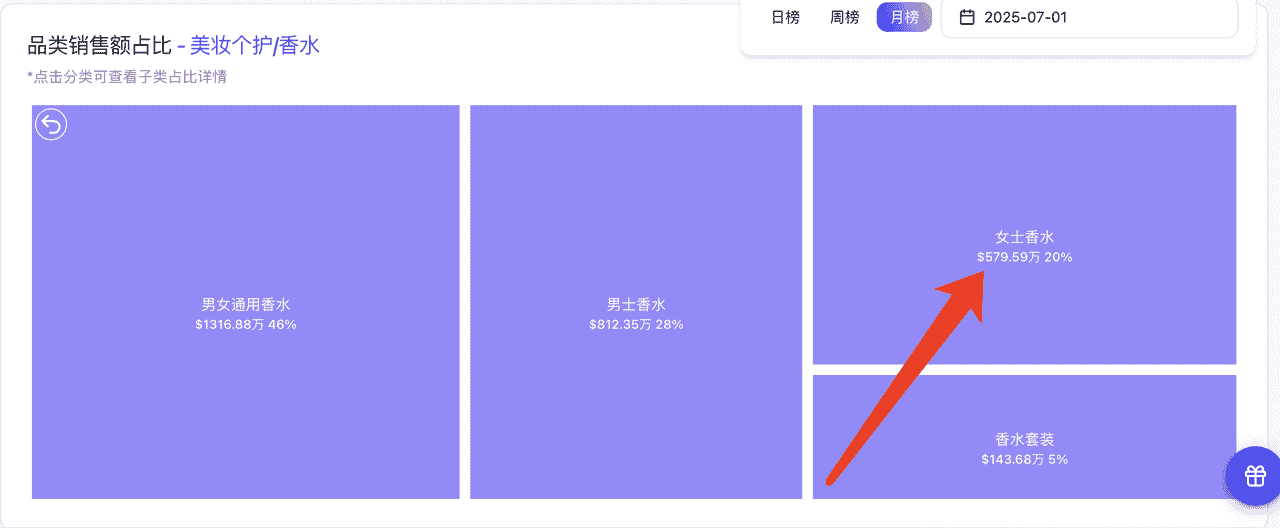 日榜 周榜 月榜 2025-07-01
品类销售额占比 - 美妆个护/香水
*点击分类可查看子类占比详情
男女通用香水
$1316.88万 46%
男士香水
$812.35万 28%
女士香水
$579.59万 20%
香水套装
$143.68万 5%